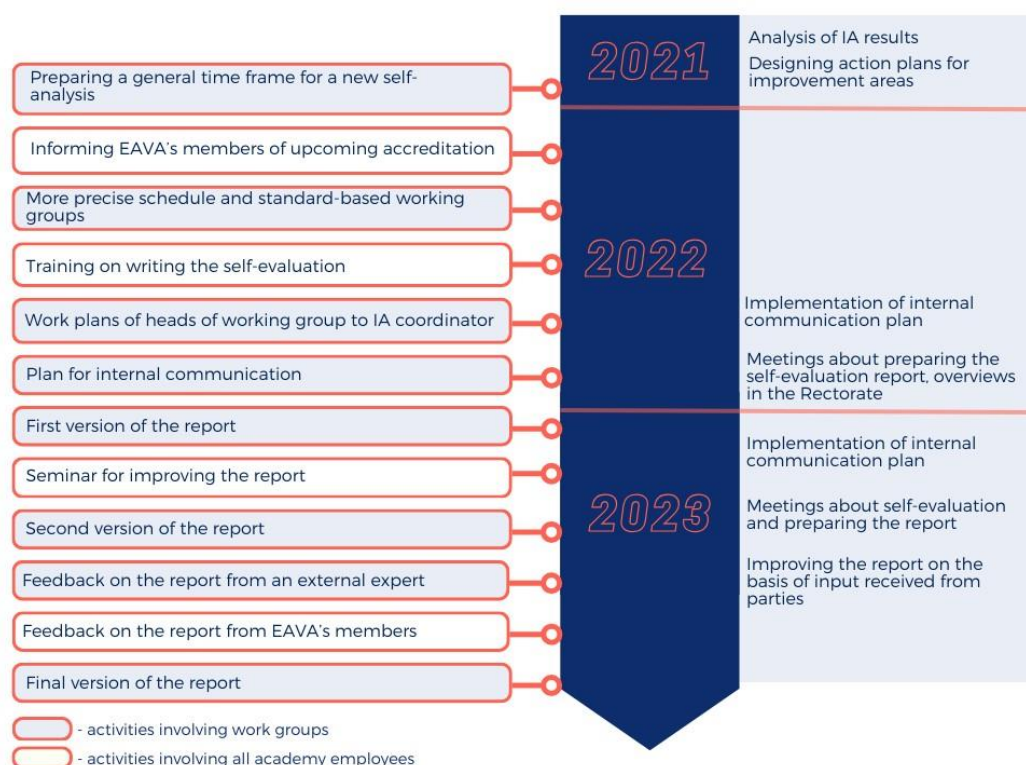 2021
Analysis of IA results
Designing action plans for
improvement areas
Preparing a general time frame for a new self-
analysis
Informing EAVA's members of upcoming accreditation
More precise schedule and standard-based working
groups
2022
Training on writing the self-evaluation
Work plans of heads of working group to IA coordinator
Implementation of internal
communication plan
Plan for internal communication
Meetings about preparing the
self-evaluation report, overviews
in the Rectorate
First version of the report
Implementation of internal
communication plan
Seminar for improving the report
2023
Second version of the report
Meetings about self-evaluation
and preparing the report
Feedback on the report from an external expert
Improving the report on the
basis of input received from
parties
Feedback on the report from EAVA's members
Final version of the report
- activities involving work groups
- activities involving all academy employees